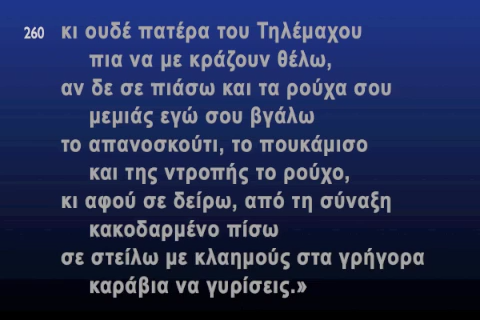 260 κι ουδέ πατέρα του Τηλέμαχου
πια να με κράζουν θέλω,
αν δε σε πιάσω και τα ρούχα σου
μεμιάς εγώ σου βγάλω
το απανοσκούτι, το πουκάμισο
και της ντροπής το ρούχο,
κι αφού σε δείρω, από τη σύναξη
κακοδαρμένο πίσω
σε στείλω με κλαημούς στα γρήγορα
καράβια να γυρίσεις.»